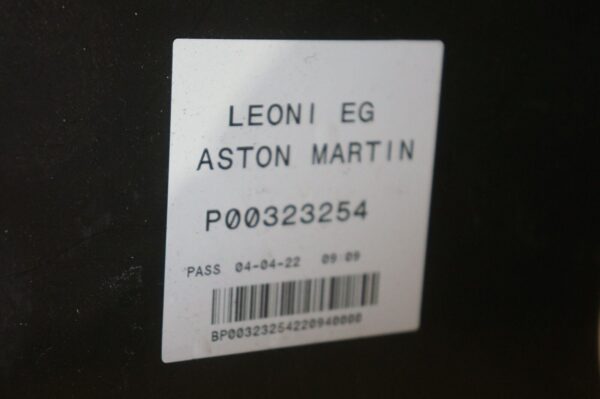 LEONI EG
ASTON MARTIN
P00323254
PASS 04-04-22 09:09
BP00323254220940000